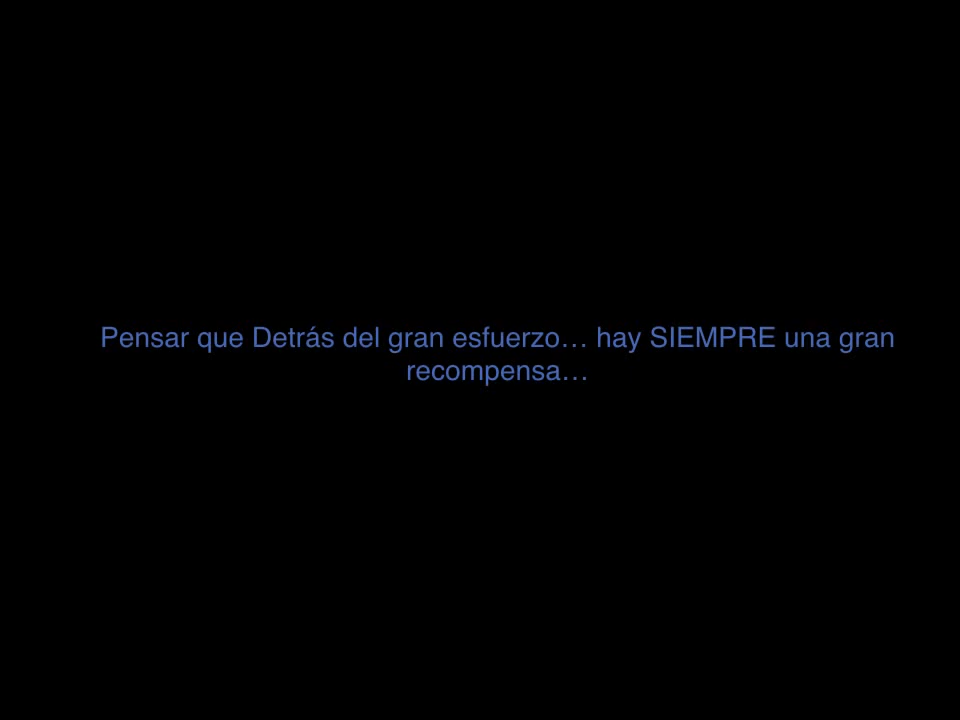 Pensar que Detrás del gran esfuerzo… hay SIEMPRE una gran
recompensa…